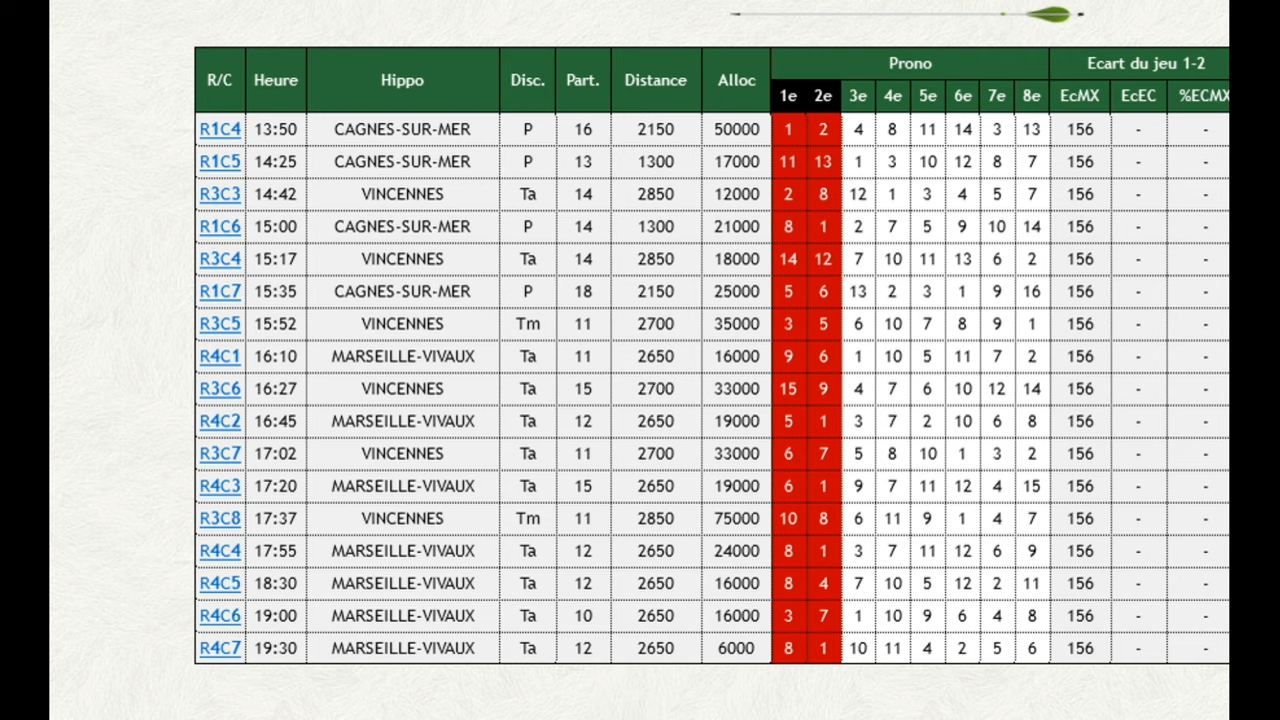 R/C Heure Hippo Disc. Part. Distance Alloc Prono Ecart du jeu 1-2
1e 2e 3e 4e 5e 6e 7e 8e EcMX EcEC %ECMX
R1C4 13:50 CAGNES-SUR-MER P 16 2150 50000 1 2 4 8 11 14 3 13 156 - -
R1C5 14:25 CAGNES-SUR-MER P 13 1300 17000 11 13 1 3 10 12 8 7 156 - -
R3C3 14:42 VINCENNES Ta 14 2850 12000 2 8 12 1 3 4 5 7 156 - -
R1C6 15:00 CAGNES-SUR-MER P 14 1300 21000 8 1 2 7 5 9 10 14 156 - -
R3C4 15:17 VINCENNES Ta 14 2850 18000 14 12 7 10 11 13 6 2 156 - -
R1C7 15:35 CAGNES-SUR-MER P 18 2150 25000 5 6 13 2 3 1 9 16 156 - -
R3C5 15:52 VINCENNES Tm 11 2700 35000 3 5 6 10 7 8 9 1 156 - -
R4C1 16:10 MARSEILLE-VIVAUX Ta 11 2650 16000 9 6 1 10 5 11 7 2 156 - -
R3C6 16:27 VINCENNES Ta 15 2700 33000 15 9 4 7 6 10 12 14 156 - -
R4C2 16:45 MARSEILLE-VIVAUX Ta 12 2650 19000 5 1 3 7 2 10 6 8 156 - -
R3C7 17:02 VINCENNES Ta 11 2700 33000 6 7 5 8 10 1 3 2 156 - -
R4C3 17:20 MARSEILLE-VIVAUX Ta 15 2650 19000 6 1 9 7 11 12 4 15 156 - -
R3C8 17:37 VINCENNES Tm 11 2850 75000 10 8 6 11 9 1 4 7 156 - -
R4C4 17:55 MARSEILLE-VIVAUX Ta 12 2650 24000 8 1 3 7 11 12 6 9 156 - -
R4C5 18:30 MARSEILLE-VIVAUX Ta 12 2650 16000 8 4 7 10 5 12 2 11 156 - -
R4C6 19:00 MARSEILLE-VIVAUX Ta 10 2650 16000 3 7 1 10 9 6 4 8 156 - -
R4C7 19:30 MARSEILLE-VIVAUX Ta 12 2650 6000 8 1 10 11 4 2 5 6 156 - -